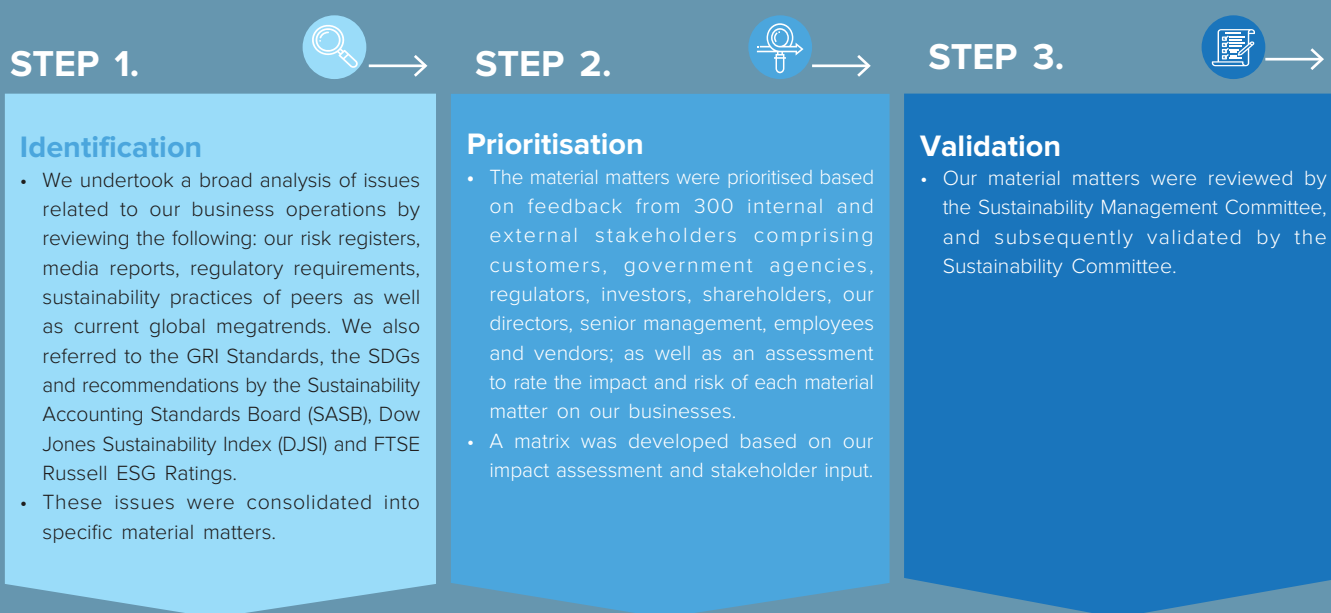 STEP 1.
Identification
• We undertook a broad analysis of issues
related to our business operations by
reviewing the following: our risk registers,
media reports, regulatory requirements,
sustainability practices of peers as well
as current global megatrends. We also
referred to the GRI Standards, the SDGs
and recommendations by the Sustainability
Accounting Standards Board (SASB), Dow
Jones Sustainability Index (DJSI) and FTSE
Russell ESG Ratings.
• These issues were consolidated into
specific material matters.
STEP 2.
Prioritisation
• The material matters were prioritised based
on feedback from 300 internal and
external stakeholders comprising
customers, government agencies,
regulators, investors, shareholders, our
directors, senior management, employees
and vendors; as well as an assessment
to rate the impact and risk of each material
matter on our businesses.
• A matrix was developed based on our
impact assessment and stakeholder input.
STEP 3.
Validation
• Our material matters were reviewed by
the Sustainability Management Committee,
and subsequently validated by the
Sustainability Committee.